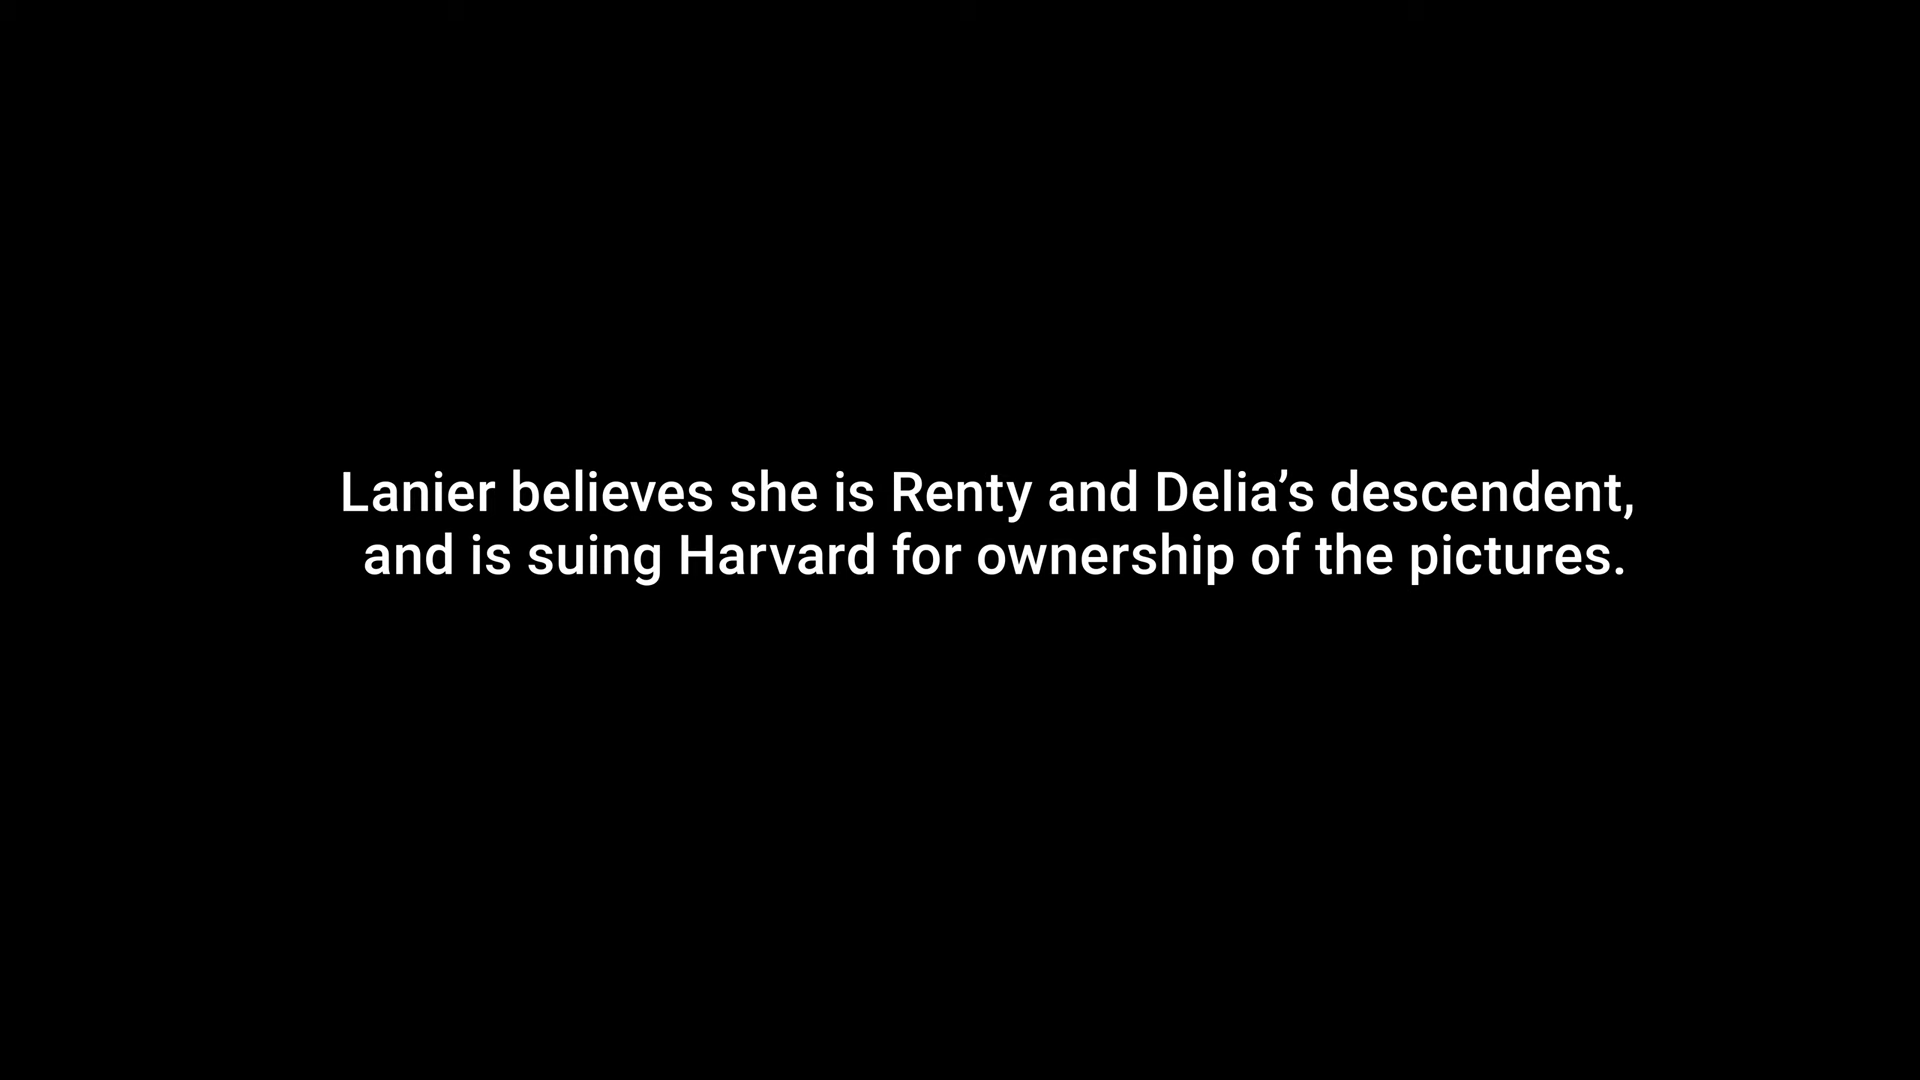 Lanier believes she is Renty and Delia’s descendent,
and is suing Harvard for ownership of the pictures.